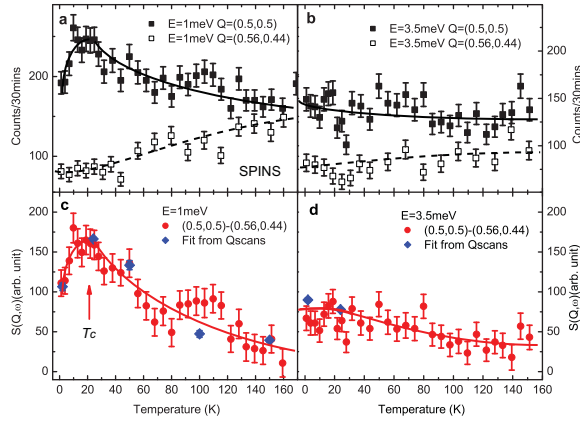 a
E=1meV Q=(0.5,0.5)
E=1meV Q=(0.56,0.44)
b
E=3.5meV Q=(0.5,0.5)
E=3.5meV Q=(0.56,0.44)
200
100
Counts/30mins
SPINS
200
150
100
50
Counts/30mins
c
E=1meV
(0.5,0.5)-(0.56,0.44)
Fit from Qscans
Tc
d
E=3.5meV
(0.5,0.5)-(0.56,0.44)
Fit from Qscans
200
150
100
50
0
S(Q,ω)(arb. unit)
200
150
100
50
0
S(Q,ω)(arb. unit)
0 20 40 60 80 100 120 140 160
0 20 40 60 80 100 120 140 160
Temperature (K)
Temperature (K)